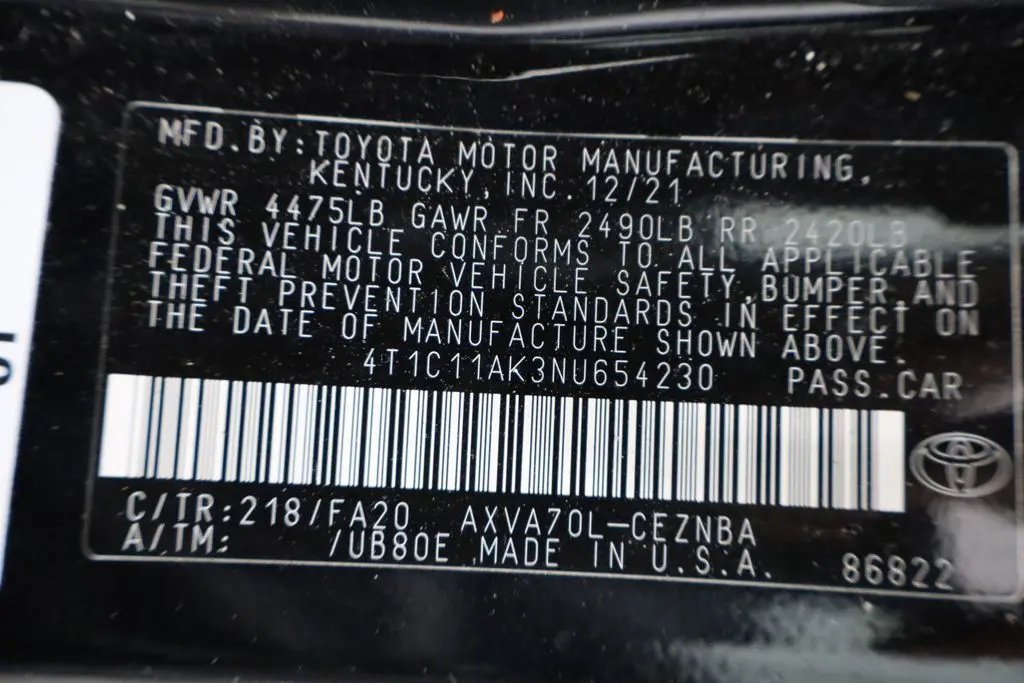 MFD.BY:TOYOTA MOTOR MANUFACTURING,
KENTUCKY,INC.12/21
GVWR 4475LB GAWR FR 2490LB RR 2420LB
THIS VEHICLE CONFORMS TO ALL APPLICABLE
FEDERAL MOTOR VEHICLE SAFETY,BUMPER,AND
THEFT PREVENTION STANDARDS IN EFFECT ON
THE DATE OF MANUFACTURE SHOWN ABOVE.
4T1C11AK3NU654230 PASS.CAR
C/TR:218/FA20 AXVA70L-CEZNBA
A/TM: /UB80E MADE IN U.S.A. 86822